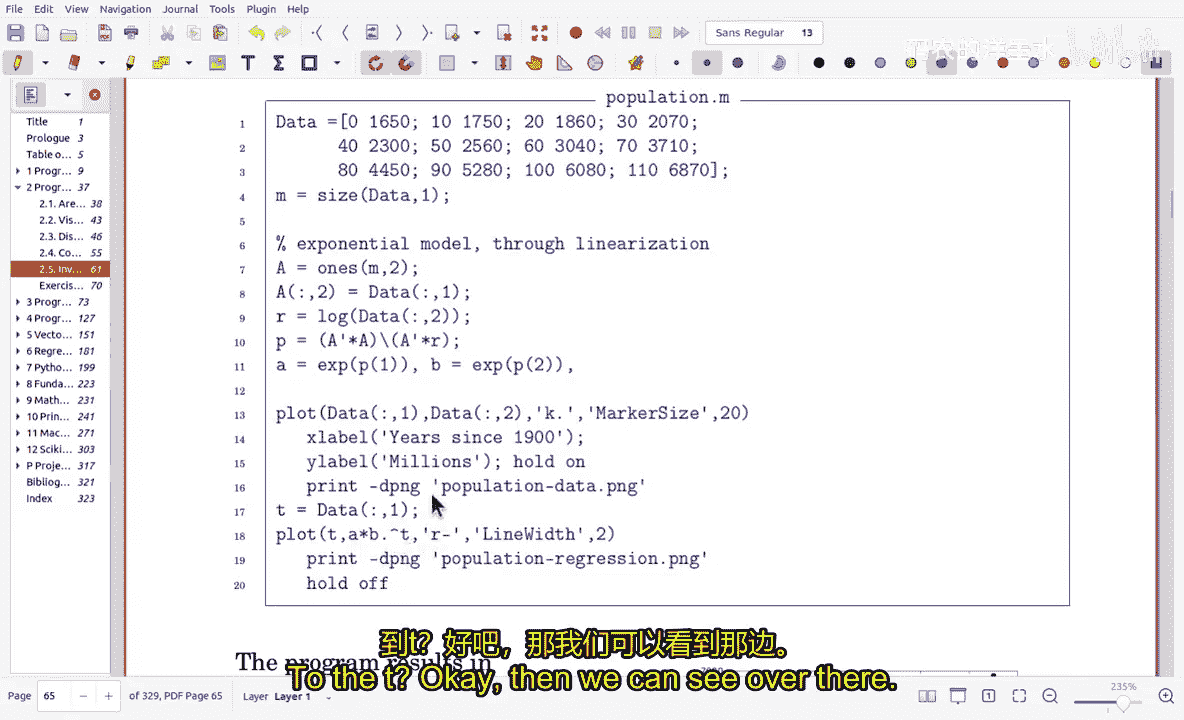 File Edit View Navigation Journal Tools Plugin Help
Sans Regular 13
population.m
Title 1
Prologue 3
Table o... 5
1 Progr... 9
2 Progr... 37
2.1. Are... 38
2.2. Vis... 43
2.3. Dis... 46
2.4. Co... 55
2.5. Inv... 61
Exercis... 70
3 Progr... 73
4 Progr... 127
5 Vecto... 151
6 Regre... 181
7 Pytho... 199
8 Funda... 223
9 Math... 231
10 Prin... 241
11 Mac... 271
12 Sciki... 303
P Proje... 317
Bibliog... 321
Index 323
1 Data =[0 1650; 10 1750; 20 1860; 30 2070;
2 40 2300; 50 2560; 60 3040; 70 3710;
3 80 4450; 90 5280; 100 6080; 110 6870];
4 m = size(Data,1);
5
6 % exponential model, through linearization
7 A = ones(m,2);
8 A(:,2) = Data(:,1);
9 r = log(Data(:,2));
10 p = (A'*A)\(A'*r);
11 a = exp(p(1)), b = exp(p(2)),
12
13 plot(Data(:,1),Data(:,2),'k.','MarkerSize',20)
14 xlabel('Years since 1900');
15 ylabel('Millions'); hold on
16 print -dpng 'population-data.png'
17 t = Data(:,1);
18 plot(t,a*b.^t,'r-','LineWidth',2)
19 print -dpng 'population-regression.png'
20 hold off
The program results in
到t？好吧，那我们可以看到那边。
To the t? Okay, then we can see over there.
Page 65 of 329, PDF Page 65 Layer Layer 1 235%